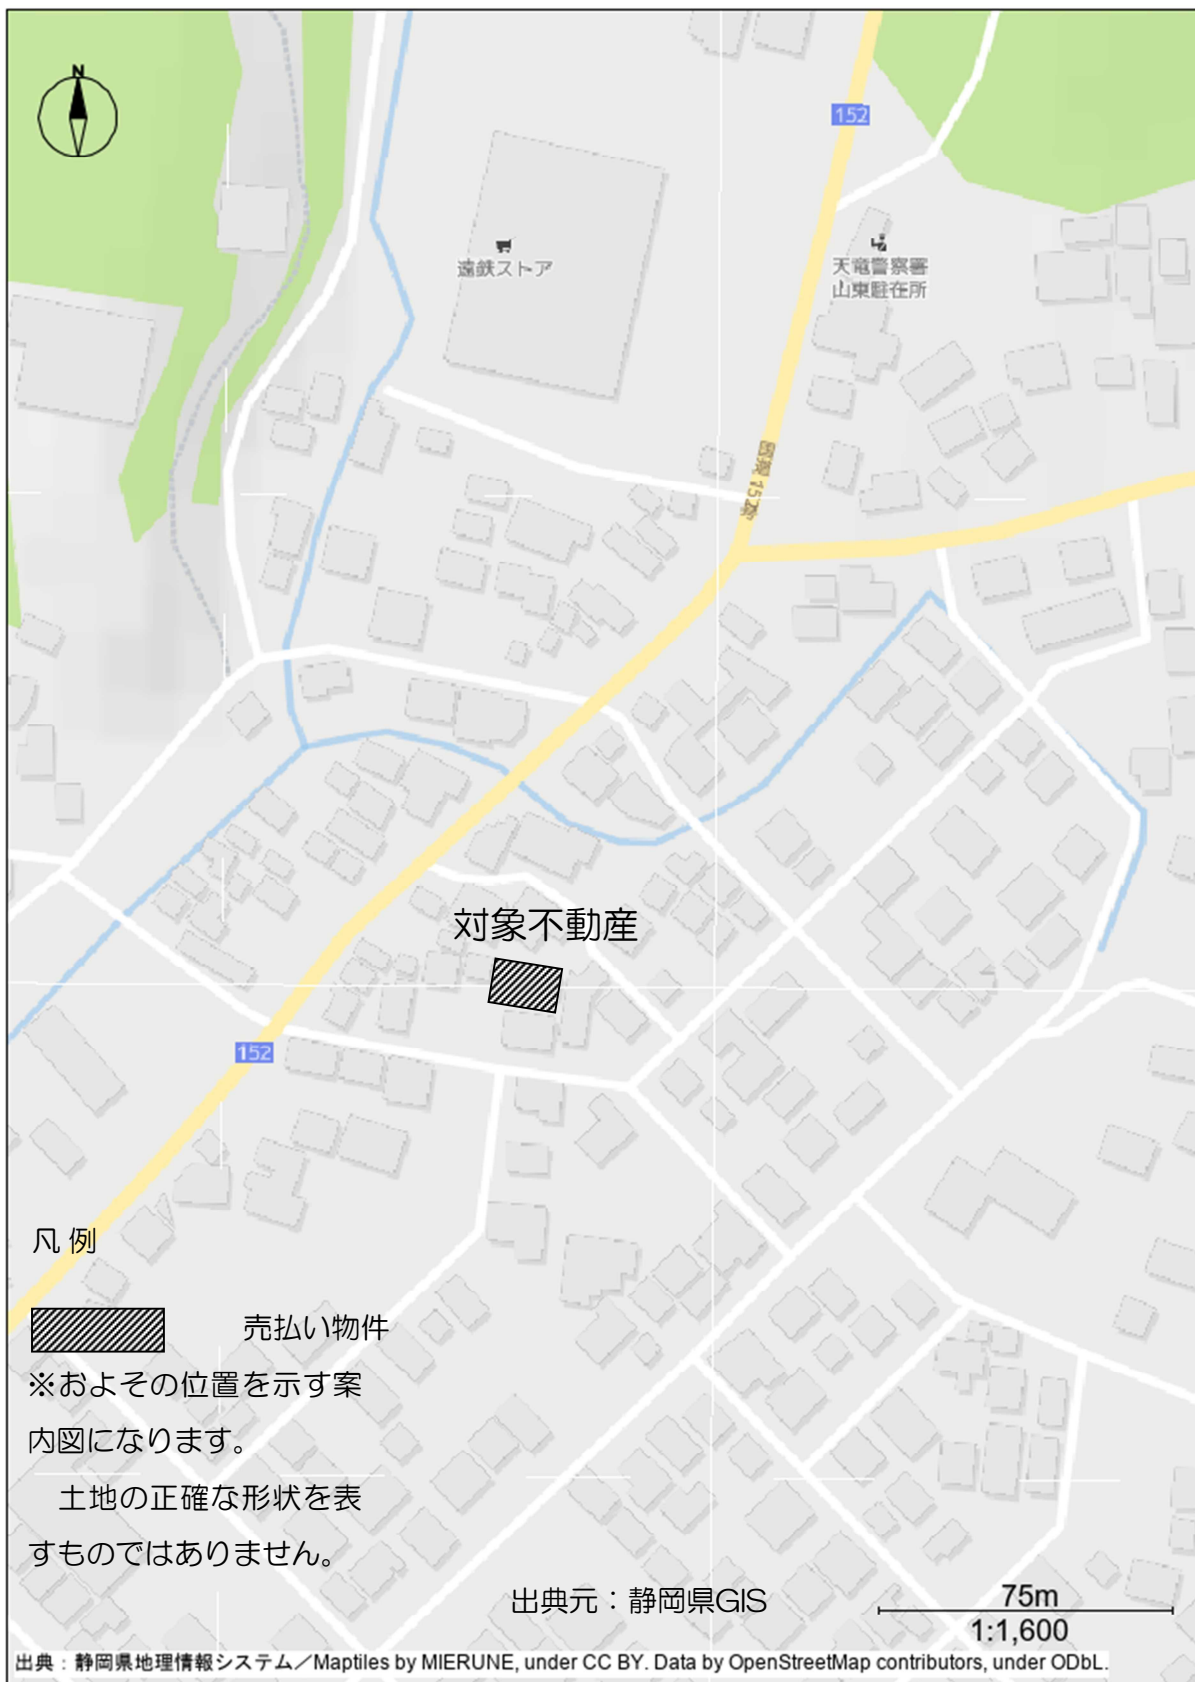 N
152
遠鉄ストア
天竜警察署
山東駐在所
国道152号
対象不動産
152
凡 例
売払い物件
※およその位置を示す案
内図になります。
土地の正確な形状を表
すものではありません。
出典元：静岡県GIS
75m
1:1,600
出典：静岡県地理情報システム／Maptiles by MIERUNE, under CC BY. Data by OpenStreetMap contributors, under ODbL.